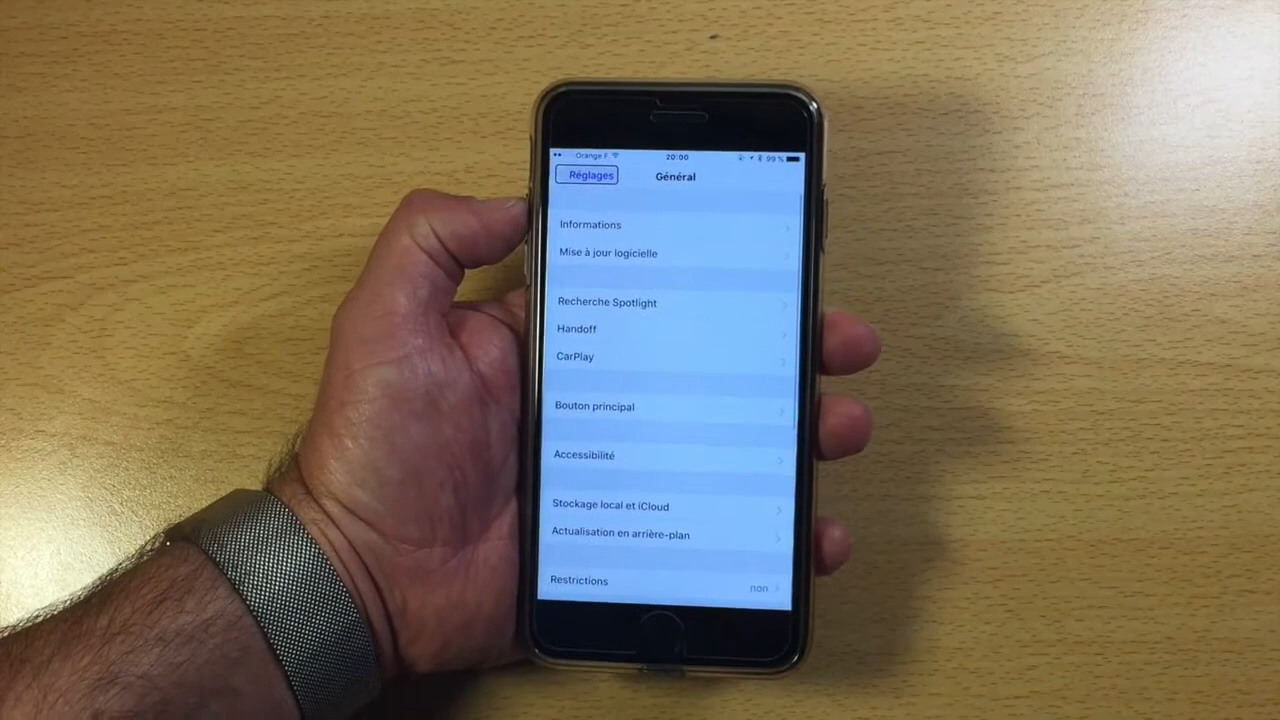 Orange F 20:00 99 %
Réglages Général
Informations
Mise à jour logicielle
Recherche Spotlight
Handoff
CarPlay
Bouton principal
Accessibilité
Stockage local et iCloud
Actualisation en arrière-plan
Restrictions non